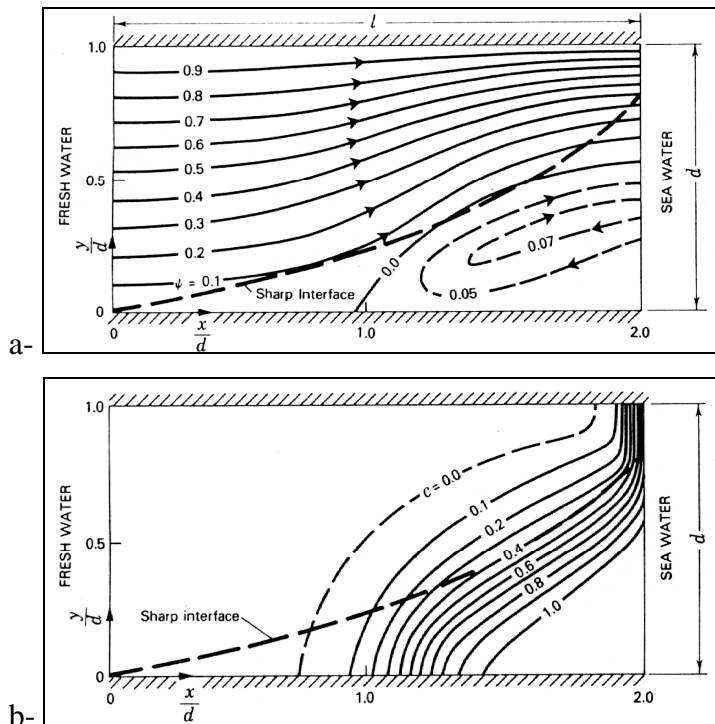 a-
l
1.0
0.9
0.8
0.7
0.6
0.5
0.4
0.3
0.2
ψ = 0.1
0.0
0.07
0.05
Sharp Interface
FRESH WATER
SEA WATER
d
0.5
y/d
0
0
x/d
1.0
2.0
b-
1.0
C = 0.0
0.1
0.2
0.4
0.6
0.8
1.0
Sharp interface
FRESH WATER
SEA WATER
d
0.5
y/d
0
0
x/d
1.0
2.0